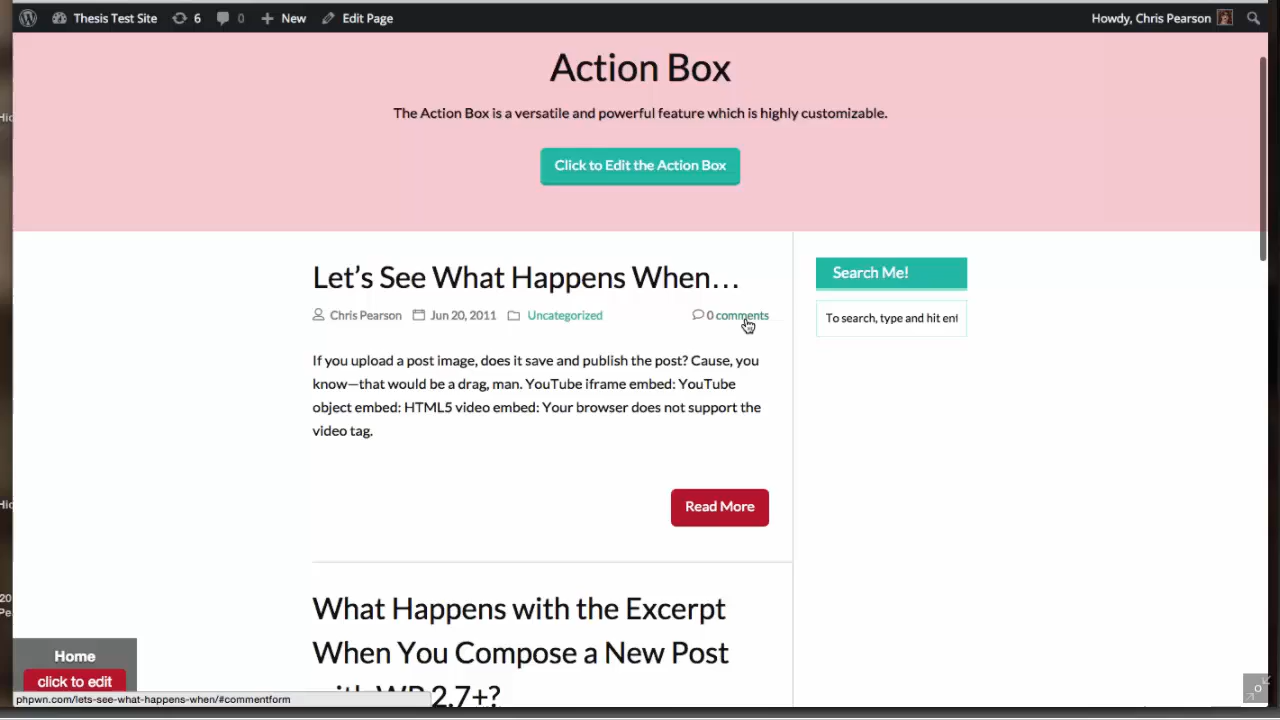 Thesis Test Site 6 0 New Edit Page Howdy, Chris Pearson
Action Box
The Action Box is a versatile and powerful feature which is highly customizable.
Click to Edit the Action Box
Let’s See What Happens When…
Chris Pearson Jun 20, 2011 Uncategorized 0 comments
If you upload a post image, does it save and publish the post? Cause, you
know—that would be a drag, man. YouTube iframe embed: YouTube
object embed: HTML5 video embed: Your browser does not support the
video tag.
Read More
What Happens with the Excerpt
When You Compose a New Post
with WP 2.7+?
Search Me!
To search, type and hit ent
Home
click to edit
phpwn.com/lets-see-what-happens-when/#commentform